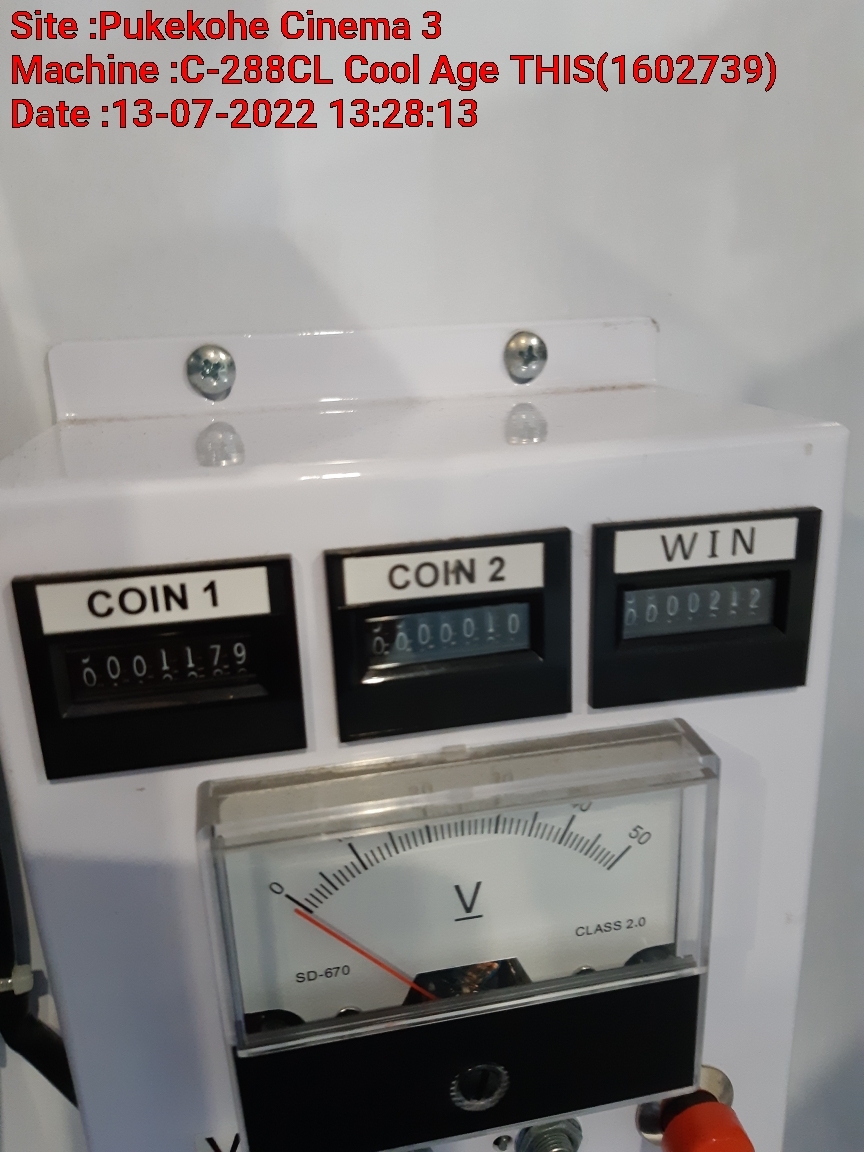 Site :Pukekohe Cinema 3
Machine :C-288CL Cool Age THIS(1602739)
Date :13-07-2022 13:28:13
COIN 1
COIN 2
WIN
0001179
0000010
0000212
0
50
V
CLASS 2.0
SD-670